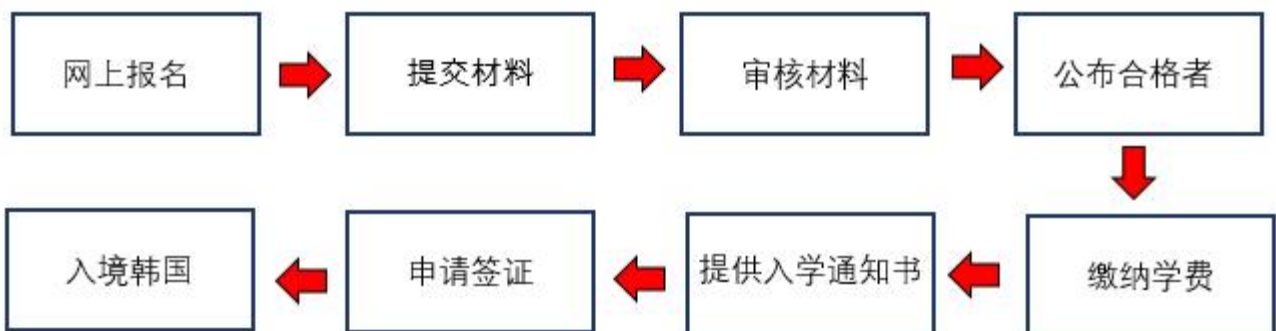 网上报名
提交材料
审核材料
公布合格者
缴纳学费
提供入学通知书
申请签证
入境韩国